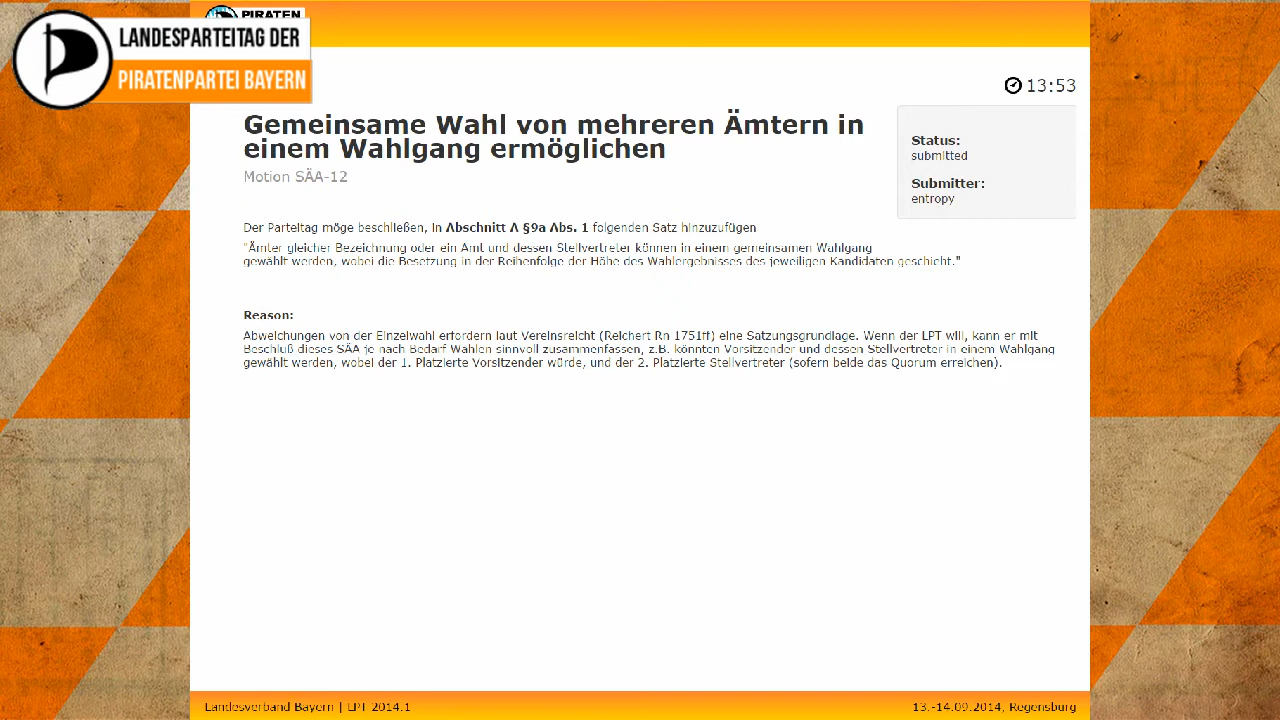 PIRATEN
LANDESPARTEITAG DER
PIRATENPARTEI BAYERN
13:53
Gemeinsame Wahl von mehreren Ämtern in
einem Wahlgang ermöglichen
Motion SÄA-12
Status:
submitted
Submitter:
entropy
Der Parteitag möge beschließen, in Abschnitt A §9a Abs. 1 folgenden Satz hinzuzufügen
"Ämter gleicher Bezeichnung oder ein Amt und dessen Stellvertreter können in einem gemeinsamen Wahlgang
gewählt werden, wobei die Besetzung in der Reihenfolge der Höhe des Wahlergebnisses des jeweiligen Kandidaten geschieht."
Reason:
Abweichungen von der Einzelwahl erfordern laut Vereinsreicht (Reichert Rn 1751ff) eine Satzungsgrundlage. Wenn der LPT will, kann er mit
Beschluß dieses SÄA je nach Bedarf Wahlen sinnvoll zusammenfassen, z.B. könnten Vorsitzender und dessen Stellvertreter in einem Wahlgang
gewählt werden, wobei der 1. Platzierte Vorsitzender würde, und der 2. Platzierte Stellvertreter (sofern beide das Quorum erreichen).
Landesverband Bayern | LPT 2014.1
13.-14.09.2014, Regensburg